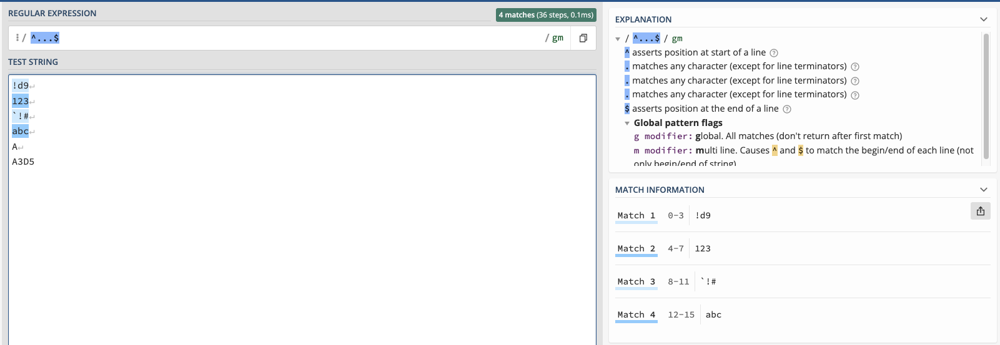 REGULAR EXPRESSION
4 matches (36 steps, 0.1ms)
/ ^...$ / gm
TEST STRING
!d9↵
123↵
`!#↵
abc↵
A↵
A3D5
EXPLANATION
/ ^...$ / gm
^ asserts position at start of a line
. matches any character (except for line terminators)
. matches any character (except for line terminators)
. matches any character (except for line terminators)
$ asserts position at the end of a line
Global pattern flags
g modifier: global. All matches (don't return after first match)
m modifier: multi line. Causes ^ and $ to match the begin/end of each line (not
only begin/end of string)
MATCH INFORMATION
Match 1 0-3 !d9
Match 2 4-7 123
Match 3 8-11 `!#
Match 4 12-15 abc